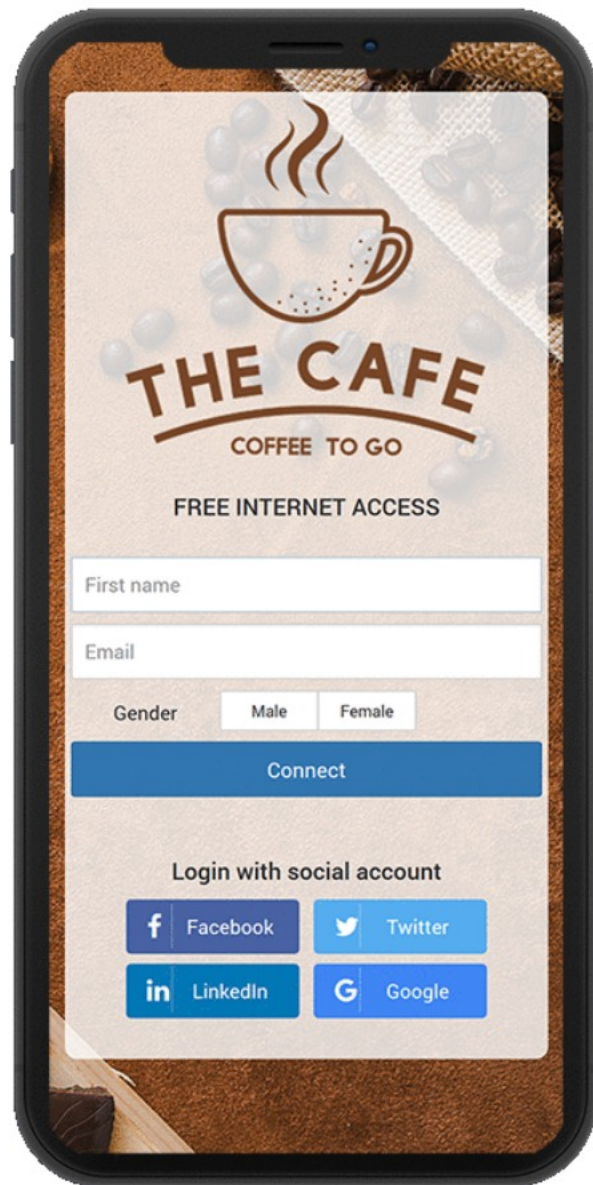 THE CAFE
COFFEE TO GO
FREE INTERNET ACCESS
First name
Email
Gender Male Female
Connect
Login with social account
f Facebook Twitter
in LinkedIn G Google